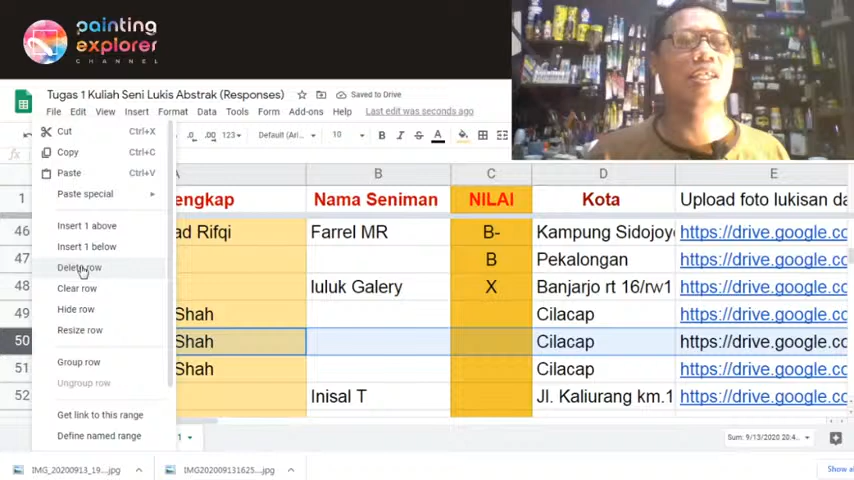 painting
explorer
CHANNEL
Tugas 1 Kuliah Seni Lukis Abstrak (Responses)
Saved to Drive
File Edit View Insert Format Data Tools Form Add-ons Help Last edit was seconds ago
.0 .00 123 Default (Ari... 10 B I S A
fx
Cut Ctrl+X
Copy Ctrl+C
Paste Ctrl+V
Paste special
Insert 1 above
Insert 1 below
Delete row
Clear row
Hide row
Resize row
Group row
Ungroup row
Get link to this range
Define named range
A B C D E
1 engkap Nama Seniman NILAI Kota Upload foto lukisan da
46 ad Rifqi Farrel MR B- Kampung Sidojoy https://drive.google.co
47 B Pekalongan https://drive.google.co
48 luluk Galery X Banjarjo rt 16/rw1 https://drive.google.co
49 Shah Cilacap https://drive.google.co
50 Shah Cilacap https://drive.google.co
51 Shah Cilacap https://drive.google.co
52 Inisal T Jl. Kaliurang km.1 https://drive.google.co
1 Sum: 9/13/2020 20:4...
IMG_20200913_19....jpg IMG202009131625....jpg Show al